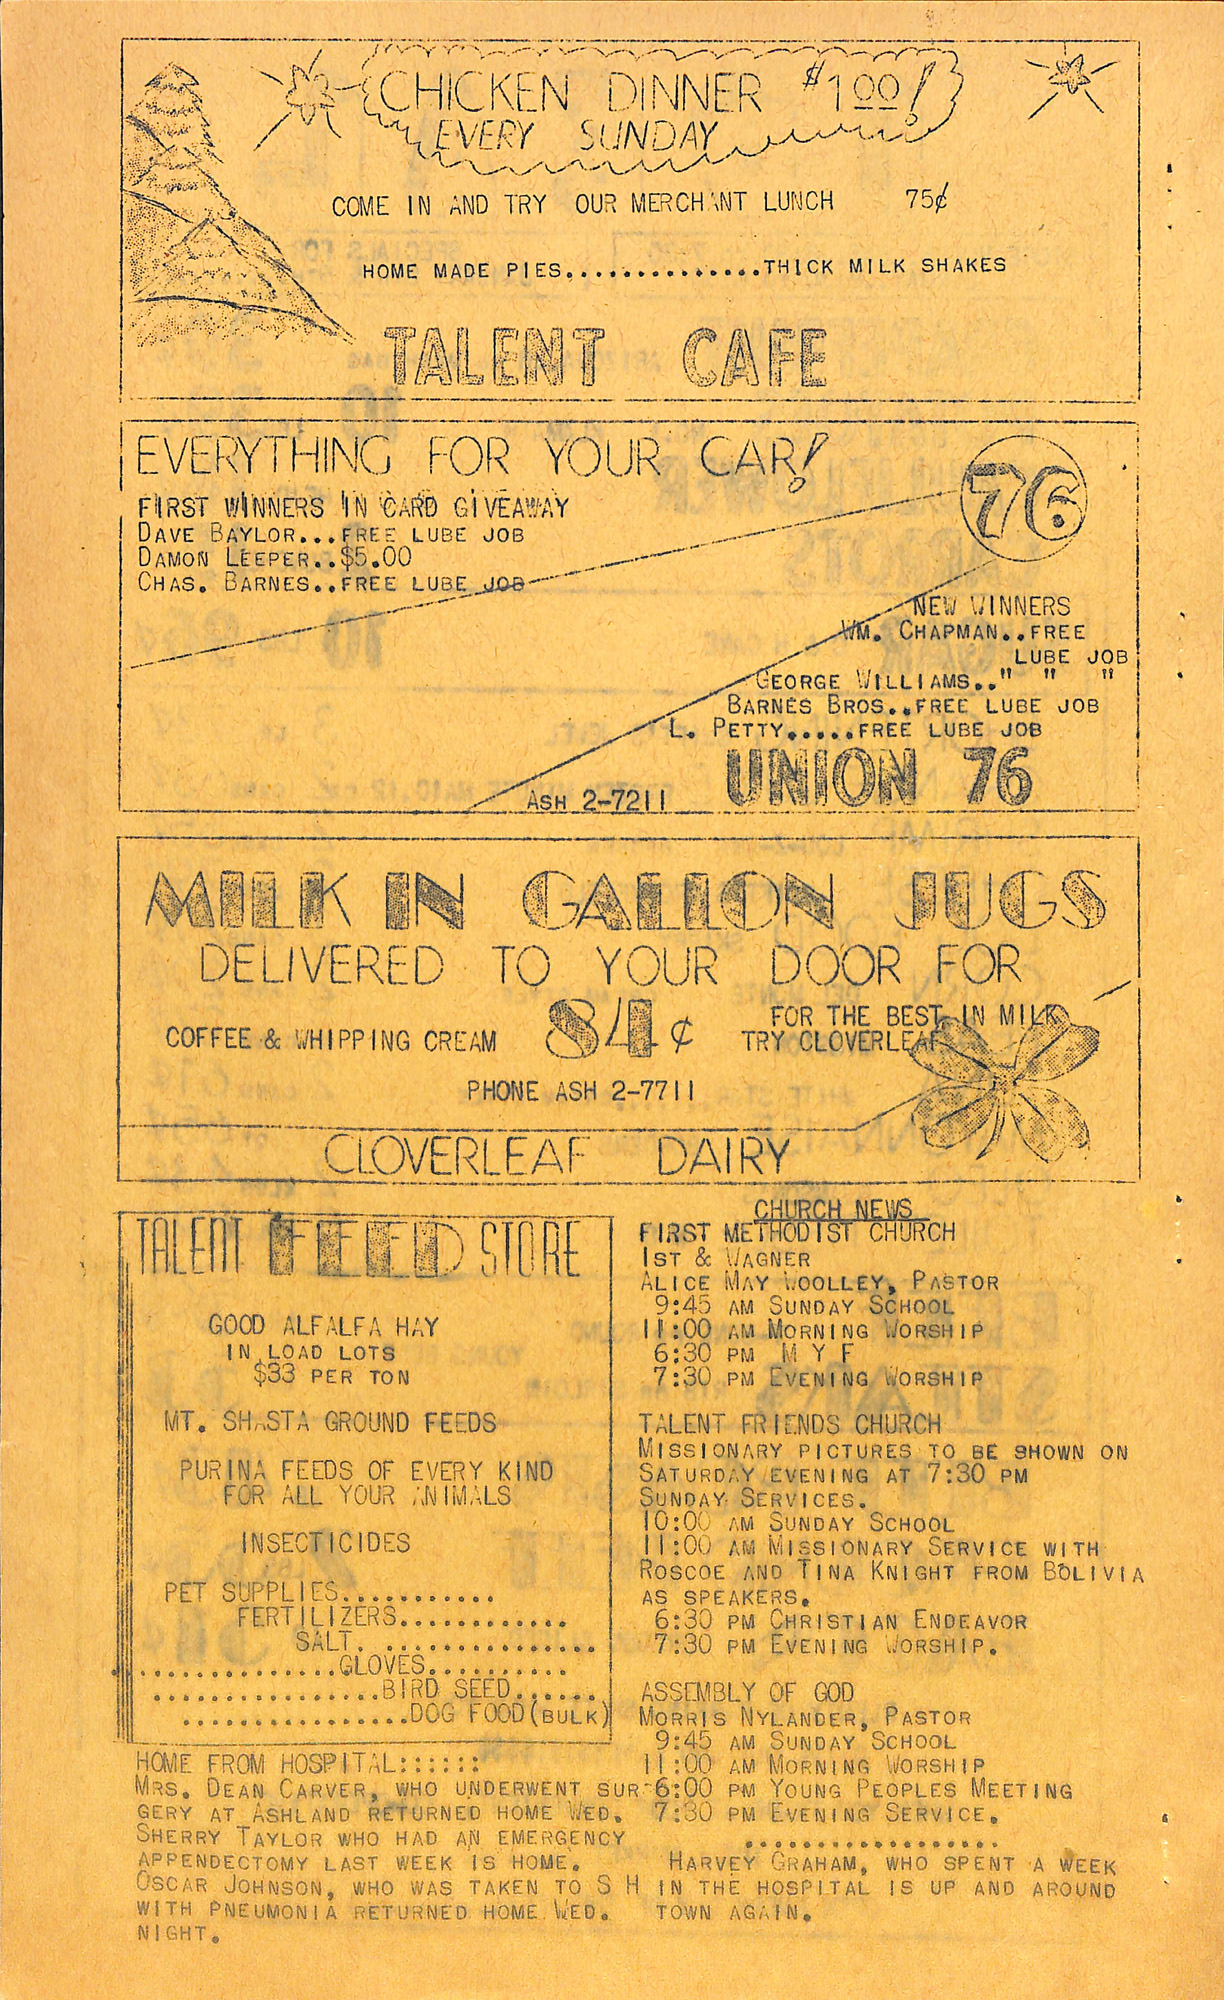 CHICKEN DINNER $1.00!
EVERY SUNDAY
COME IN AND TRY OUR MERCHANT LUNCH 75¢
HOME MADE PIES..............THICK MILK SHAKES
TALENT CAFE
EVERYTHING FOR YOUR CAR!
76
FIRST WINNERS IN CARD GIVEAWAY
DAVE BAYLOR...FREE LUBE JOB
DAMON LEEPER..$5.00
CHAS. BARNES..FREE LUBE JOB
NEW WINNERS
WM. CHAPMAN..FREE
LUBE JOB
GEORGE WILLIAMS.." " "
BARNES BROS..FREE LUBE JOB
L. PETTY.....FREE LUBE JOB
UNION 76
ASH 2-7211
MILK IN GALLON JUGS
DELIVERED TO YOUR DOOR FOR
84¢
COFFEE & WHIPPING CREAM
FOR THE BEST IN MILK
TRY CLOVERLEAF
PHONE ASH 2-7711
CLOVERLEAF DAIRY
TALENT FEED STORE
GOOD ALFALFA HAY
IN LOAD LOTS
$33 PER TON
MT. SHASTA GROUND FEEDS
PURINA FEEDS OF EVERY KIND
FOR ALL YOUR ANIMALS
INSECTICIDES
PET SUPPLIES...........
FERTILIZERS............
SALT. ...............
..............GLOVES..........
................BIRD SEED......
................DOG FOOD(BULK)
HOME FROM HOSPITAL::::::
MRS. DEAN CARVER, WHO UNDERWENT SUR-
GERY AT ASHLAND RETURNED HOME WED.
SHERRY TAYLOR WHO HAD AN EMERGENCY
APPENDECTOMY LAST WEEK IS HOME.
OSCAR JOHNSON, WHO WAS TAKEN TO S H
WITH PNEUMONIA RETURNED HOME WED.
NIGHT.
CHURCH NEWS
FIRST METHODIST CHURCH
1ST & WAGNER
ALICE MAY WOOLLEY, PASTOR
9:45 AM SUNDAY SCHOOL
11:00 AM MORNING WORSHIP
6:30 PM M Y F
7:30 PM EVENING WORSHIP
TALENT FRIENDS CHURCH
MISSIONARY PICTURES TO BE SHOWN ON
SATURDAY EVENING AT 7:30 PM
SUNDAY SERVICES.
10:00 AM SUNDAY SCHOOL
11:00 AM MISSIONARY SERVICE WITH
ROSCOE AND TINA KNIGHT FROM BOLIVIA
AS SPEAKERS.
6:30 PM CHRISTIAN ENDEAVOR
7:30 PM EVENING WORSHIP.
ASSEMBLY OF GOD
MORRIS NYLANDER, PASTOR
9:45 AM SUNDAY SCHOOL
11:00 AM MORNING WORSHIP
6:00 PM YOUNG PEOPLES MEETING
7:30 PM EVENING SERVICE.
..................
HARVEY GRAHAM, WHO SPENT A WEEK
IN THE HOSPITAL IS UP AND AROUND
TOWN AGAIN.